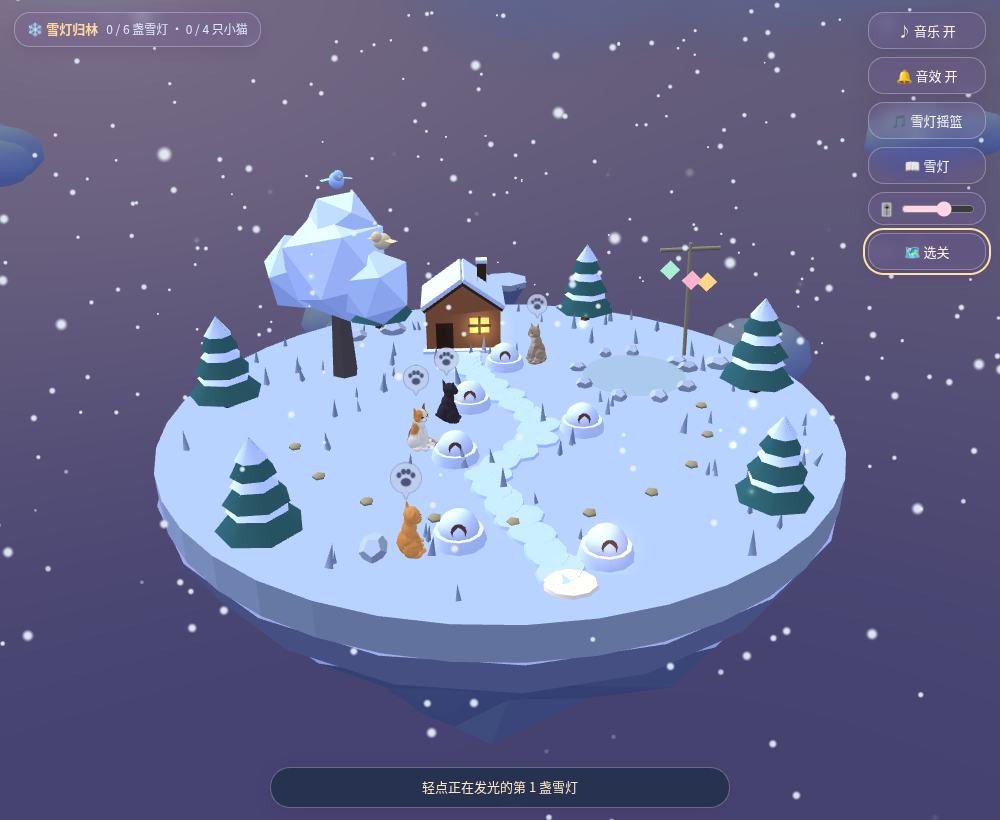 ❄️ 雪灯归林 0 / 6 盏雪灯 · 0 / 4 只小猫
♪ 音乐 开
🔔 音效 开
🎵 雪灯摇篮
📖 雪灯
🗺️ 选关
轻点正在发光的第 1 盏雪灯